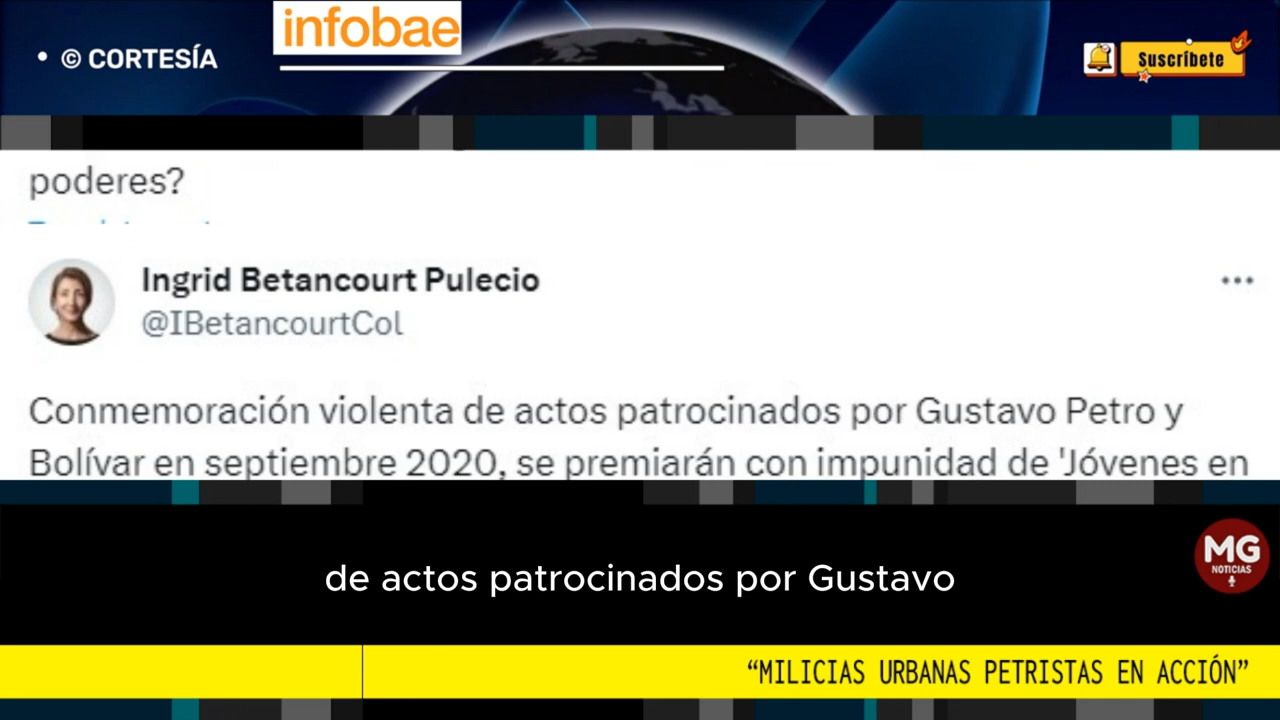 infobae
• © CORTESÍA
Suscríbete
poderes?
Ingrid Betancourt Pulecio
@IBetancourtCol
Conmemoración violenta de actos patrocinados por Gustavo Petro y
Bolívar en septiembre 2020, se premiarán con impunidad de 'Jóvenes en
de actos patrocinados por Gustavo
MG
NOTICIAS
“MILICIAS URBANAS PETRISTAS EN ACCIÓN”